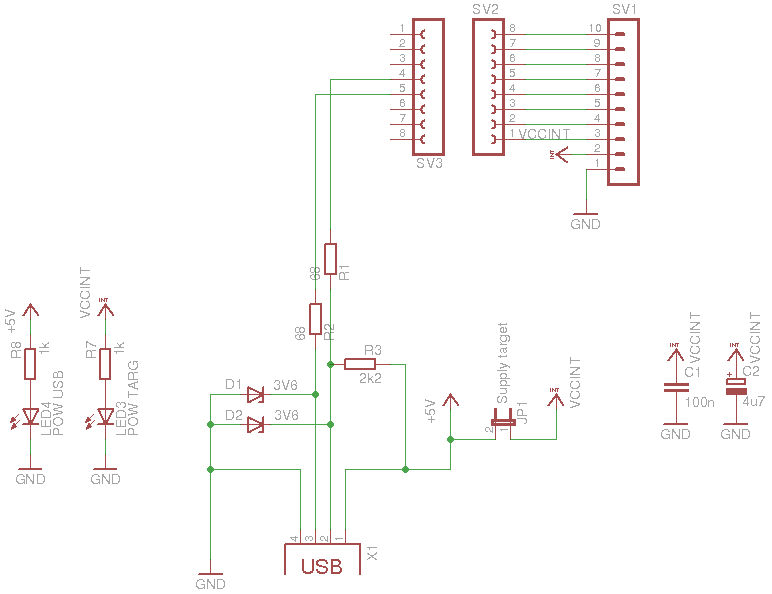 SV2
SV1
1
2
3
4
5
6
7
8
SV3
8
7
6
5
4
3
2
1
VCCINT
10
9
8
7
6
5
4
3
2
1
INT
GND
68
R1
68
R2
R3
2k2
D1
3V6
D2
3V6
+5V
R8
1k
LED4
POW USB
GND
VCCINT
INT
R7
1k
LED3
POW TARG
GND
+5V
Supply target
JP1
2
1
INT
VCCINT
INT
VCCINT
C1
100n
GND
INT
VCCINT
+
C2
4u7
GND
4
3
2
1
X1
USB
GND